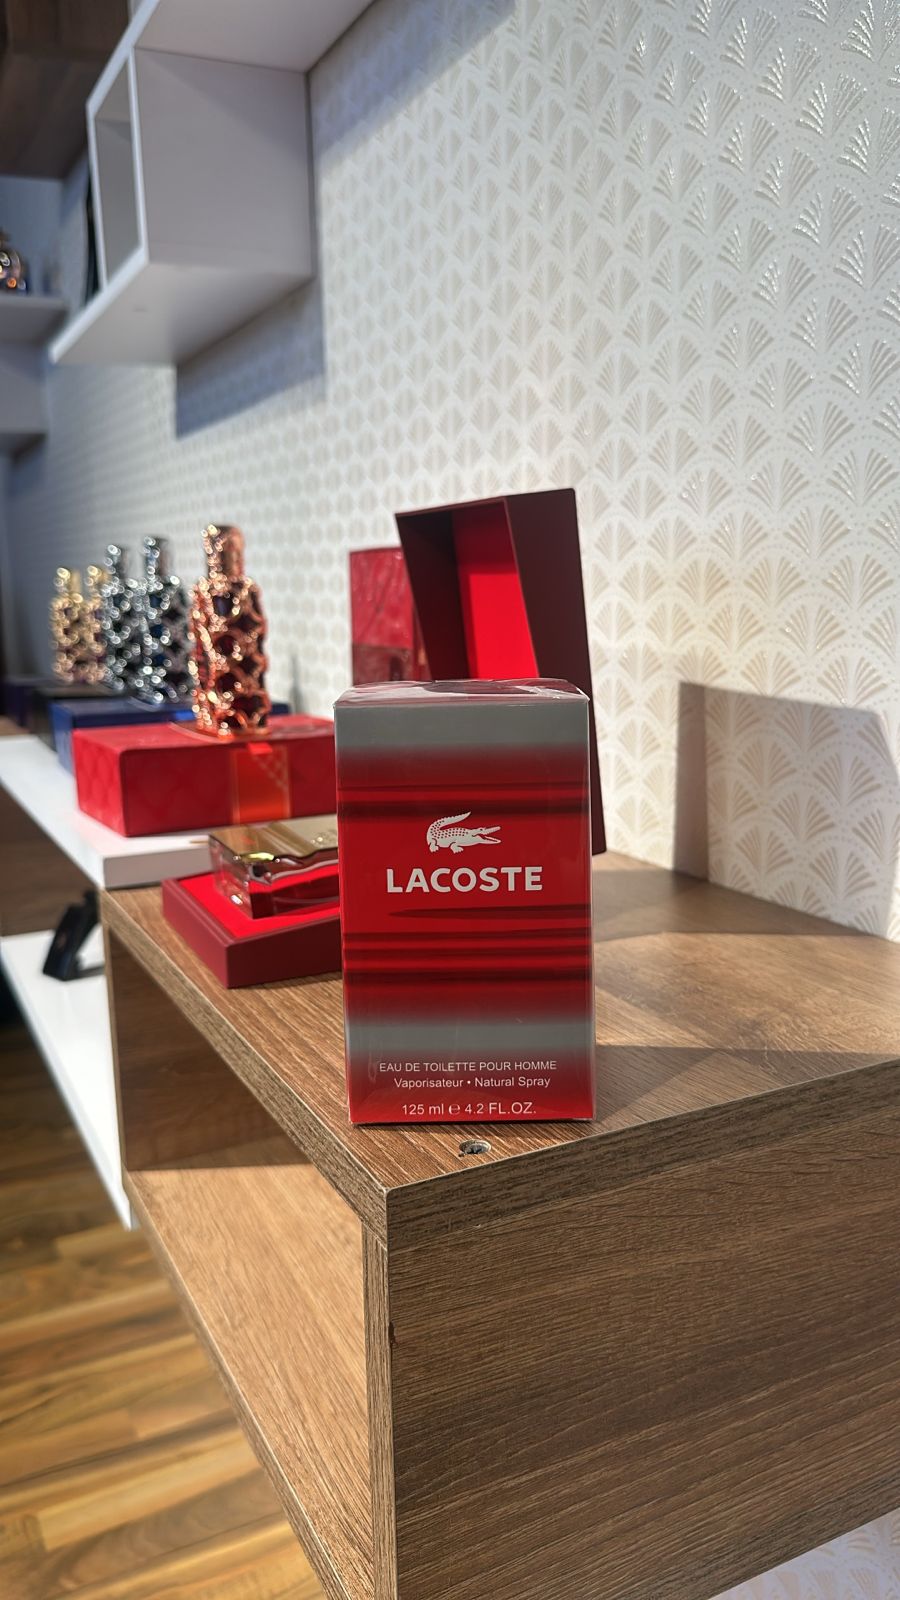 LACOSTE
EAU DE TOILETTE POUR HOMME
Vaporisateur • Natural Spray
125 ml ℮ 4.2 FL.OZ.